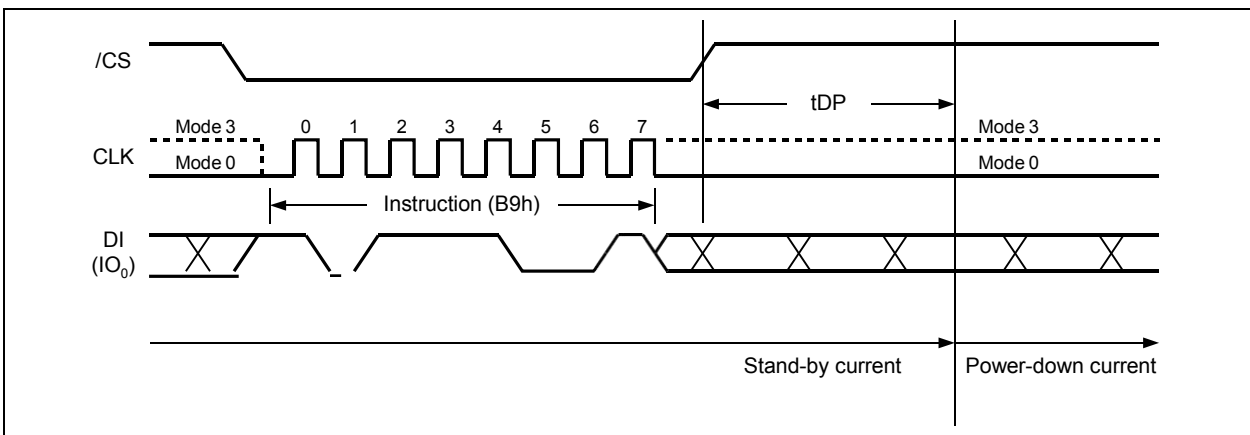 /CS
tDP
Mode 3 0 1 2 3 4 5 6 7 Mode 3
CLK
Mode 0 Mode 0
Instruction (B9h)
DI
(IO₀)
Stand-by current Power-down current